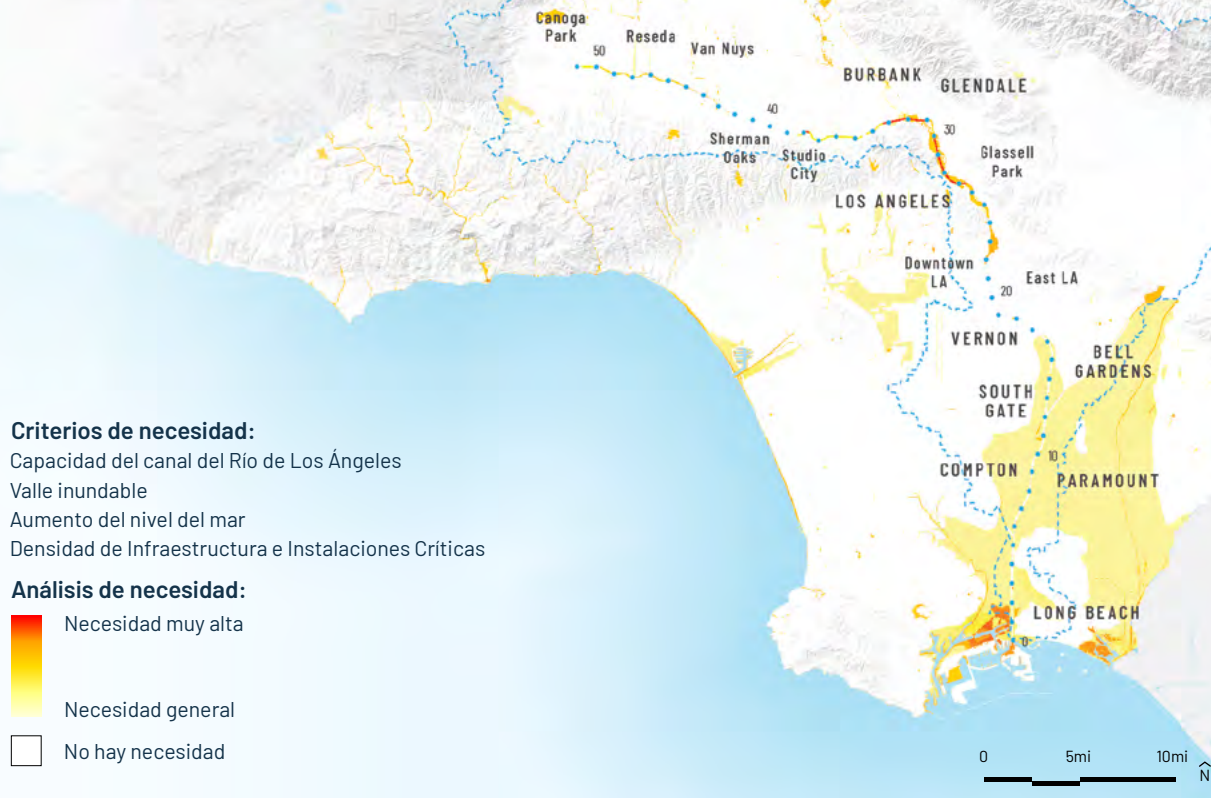 Canoga
Park
50
Reseda
Van Nuys
BURBANK
GLENDALE
40
30
Sherman
Oaks
Studio
City
Glassell
Park
LOS ANGELES
Downtown
LA
East LA
20
VERNON
BELL
GARDENS
SOUTH
GATE
10
COMPTON
PARAMOUNT
LONG BEACH
0
Criterios de necesidad:
Capacidad del canal del Río de Los Ángeles
Valle inundable
Aumento del nivel del mar
Densidad de Infraestructura e Instalaciones Críticas
Análisis de necesidad:
Necesidad muy alta
Necesidad general
No hay necesidad
0 5mi 10mi
N